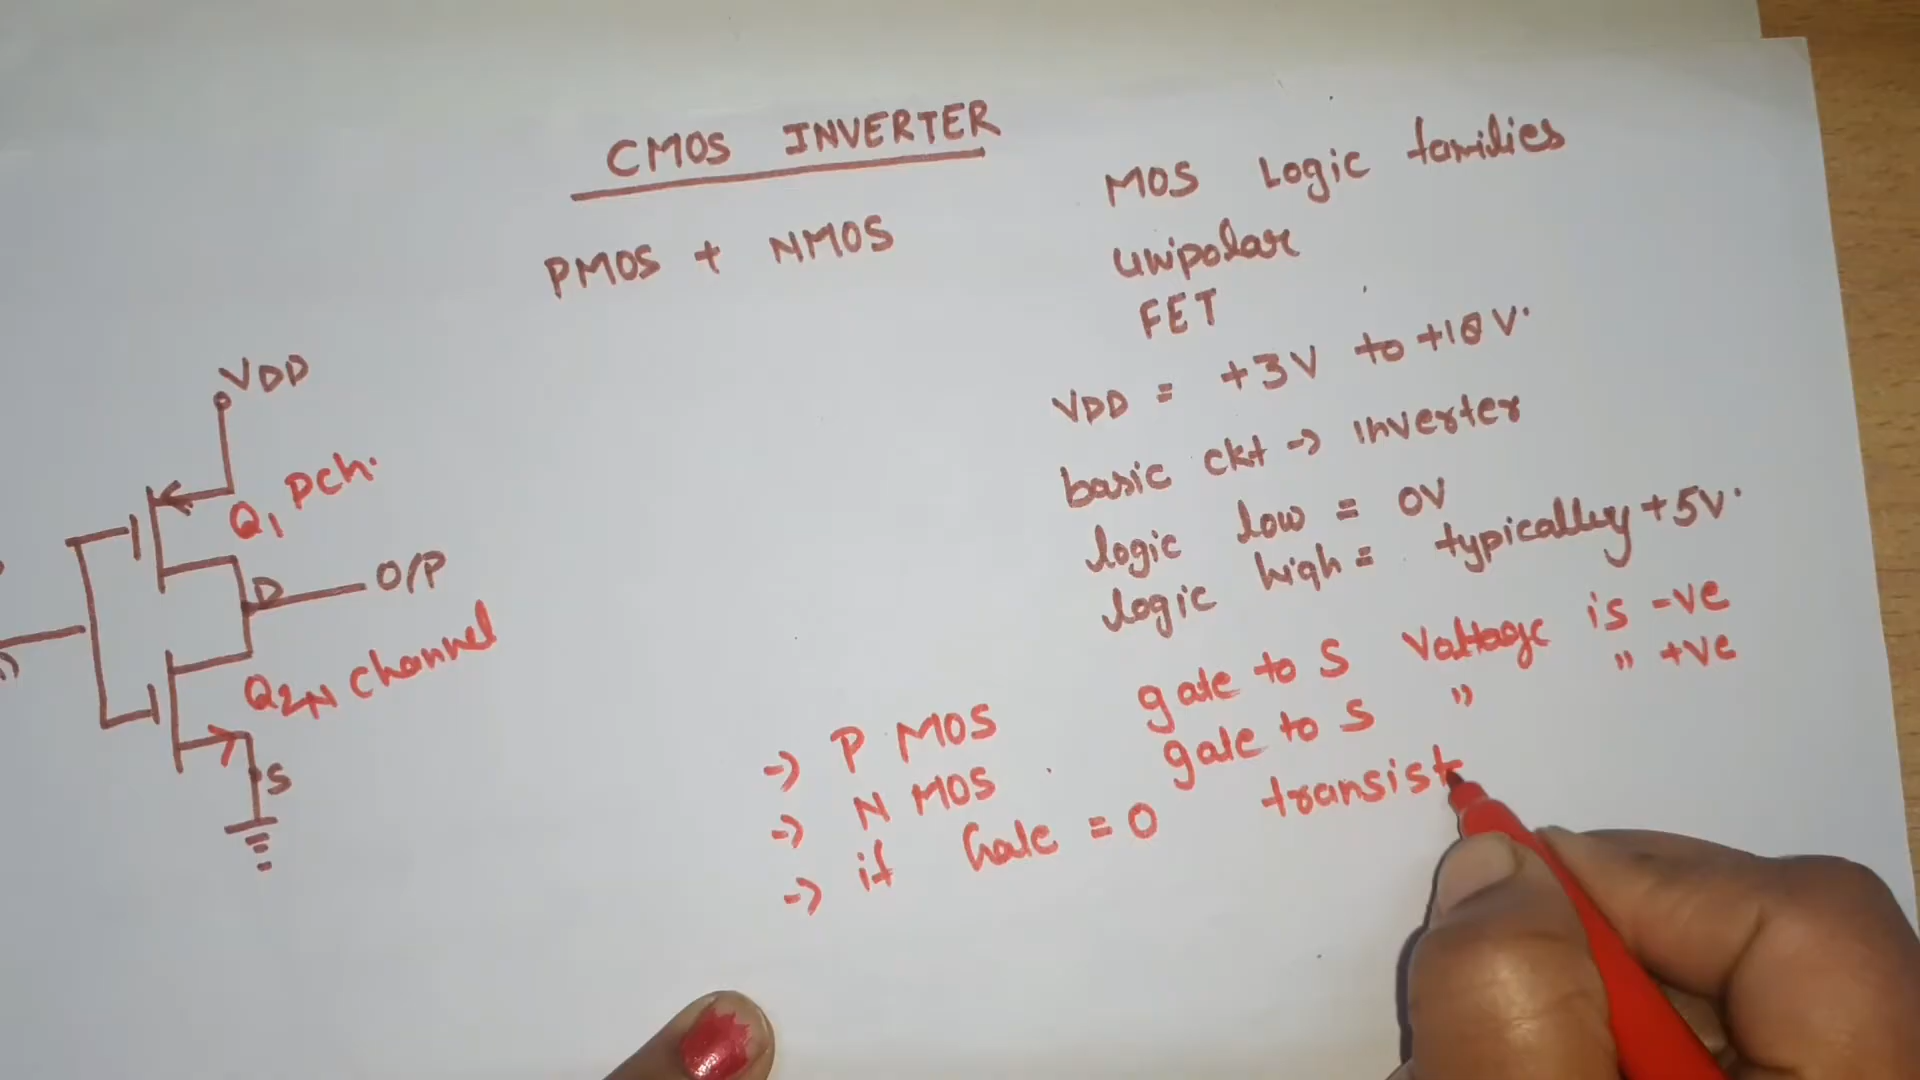 CMOS INVERTER
PMOS + NMOS
MOS Logic families
unipolar
FET
VDD = +3V to +18V.
basic ckt -> inverter
logic low = 0V
logic high = typically +5V.
VDD
Q1 Pch.
D O/P
Q2 N channel
S
-> P MOS gate to S Voltage is -ve
-> N MOS gate to S " " +ve
-> if Gate = 0 transist